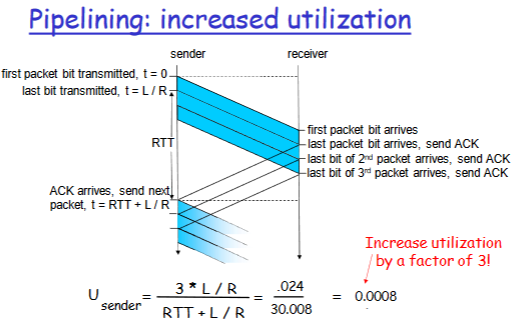 Pipelining: increased utilization
sender
receiver
first packet bit transmitted, t = 0
last bit transmitted, t = L / R
RTT
first packet bit arrives
last packet bit arrives, send ACK
last bit of 2nd packet arrives, send ACK
last bit of 3rd packet arrives, send ACK
ACK arrives, send next
packet, t = RTT + L / R
Increase utilization
by a factor of 3!
U sender = 3 * L / R / RTT + L / R = .024 / 30.008 = 0.0008